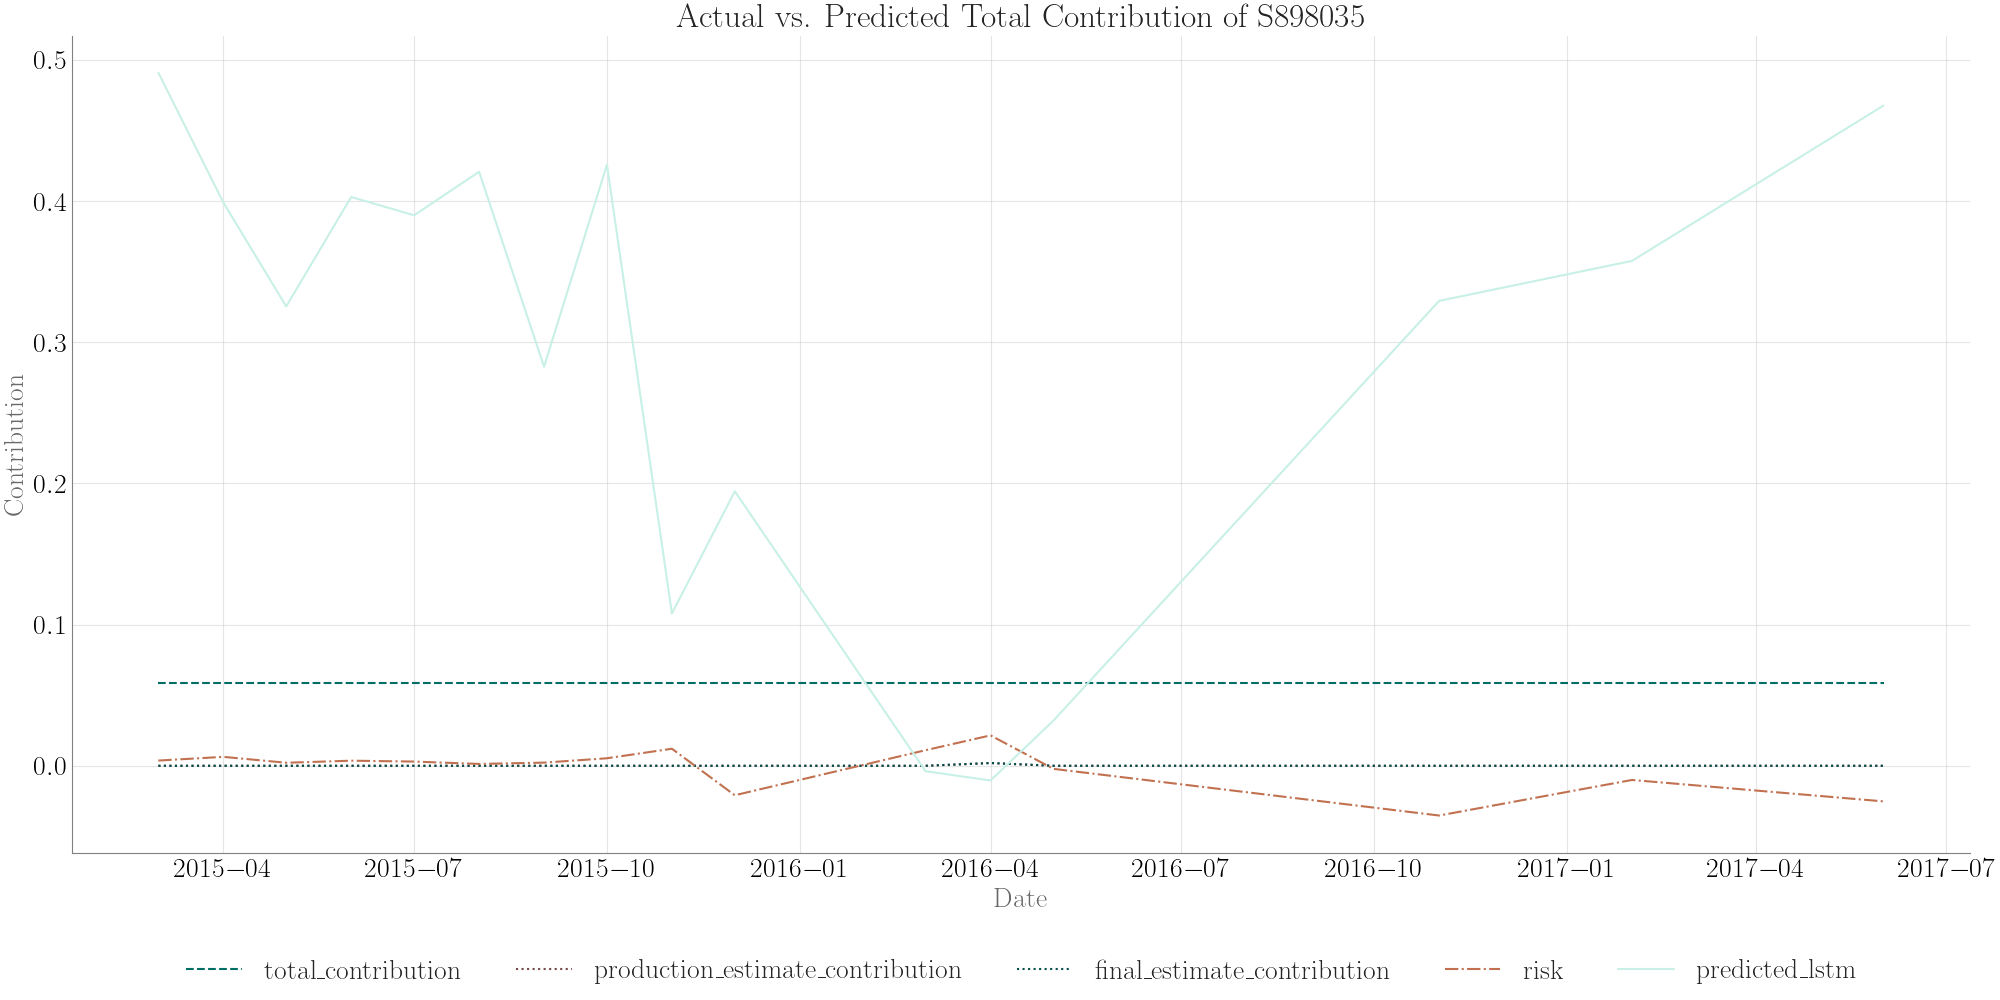 Actual vs. Predicted Total Contribution of S898035
Contribution
0.5
0.4
0.3
0.2
0.1
0.0
2015−04 2015−07 2015−10 2016−01 2016−04 2016−07 2016−10 2017−01 2017−04 2017−07
Date
total_contribution production_estimate_contribution final_estimate_contribution risk predicted_lstm